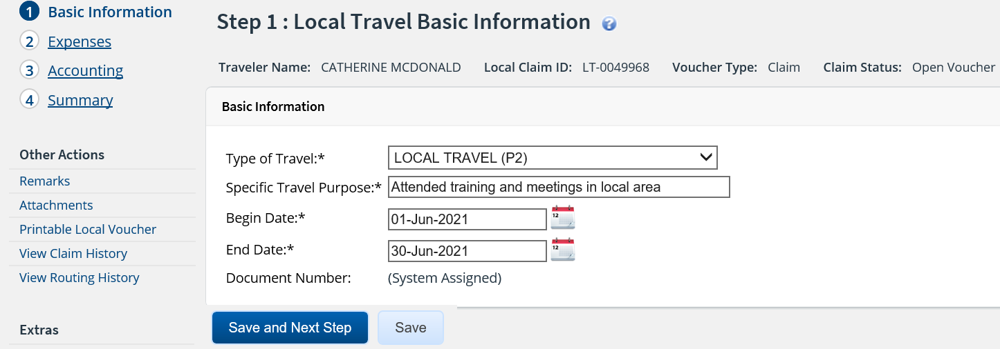 1 Basic Information
2 Expenses
3 Accounting
4 Summary
Other Actions
Remarks
Attachments
Printable Local Voucher
View Claim History
View Routing History
Extras
Step 1 : Local Travel Basic Information ?
Traveler Name: CATHERINE MCDONALD Local Claim ID: LT-0049968 Voucher Type: Claim Claim Status: Open Voucher
Basic Information
Type of Travel:* LOCAL TRAVEL (P2)
Specific Travel Purpose:* Attended training and meetings in local area
Begin Date:* 01-Jun-2021 12
End Date:* 30-Jun-2021 12
Document Number: (System Assigned)
Save and Next Step Save